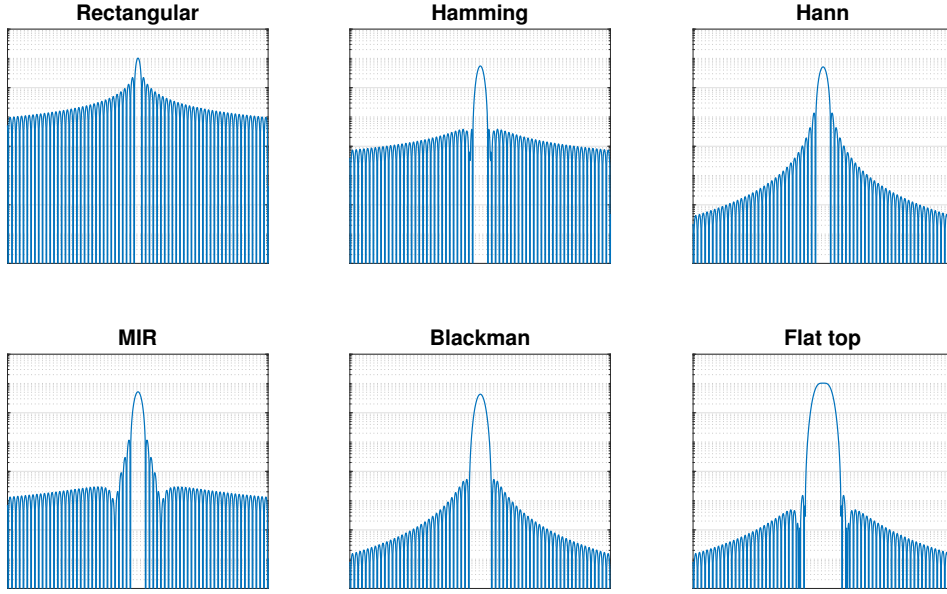 Rectangular
Hamming
Hann
MIR
Blackman
Flat top